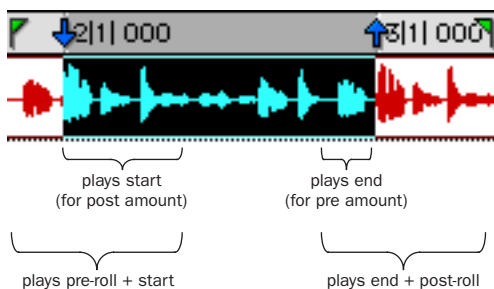 2|1| 000 3|1| 000
plays start plays end
(for post amount) (for pre amount)
plays pre-roll + start plays end + post-roll